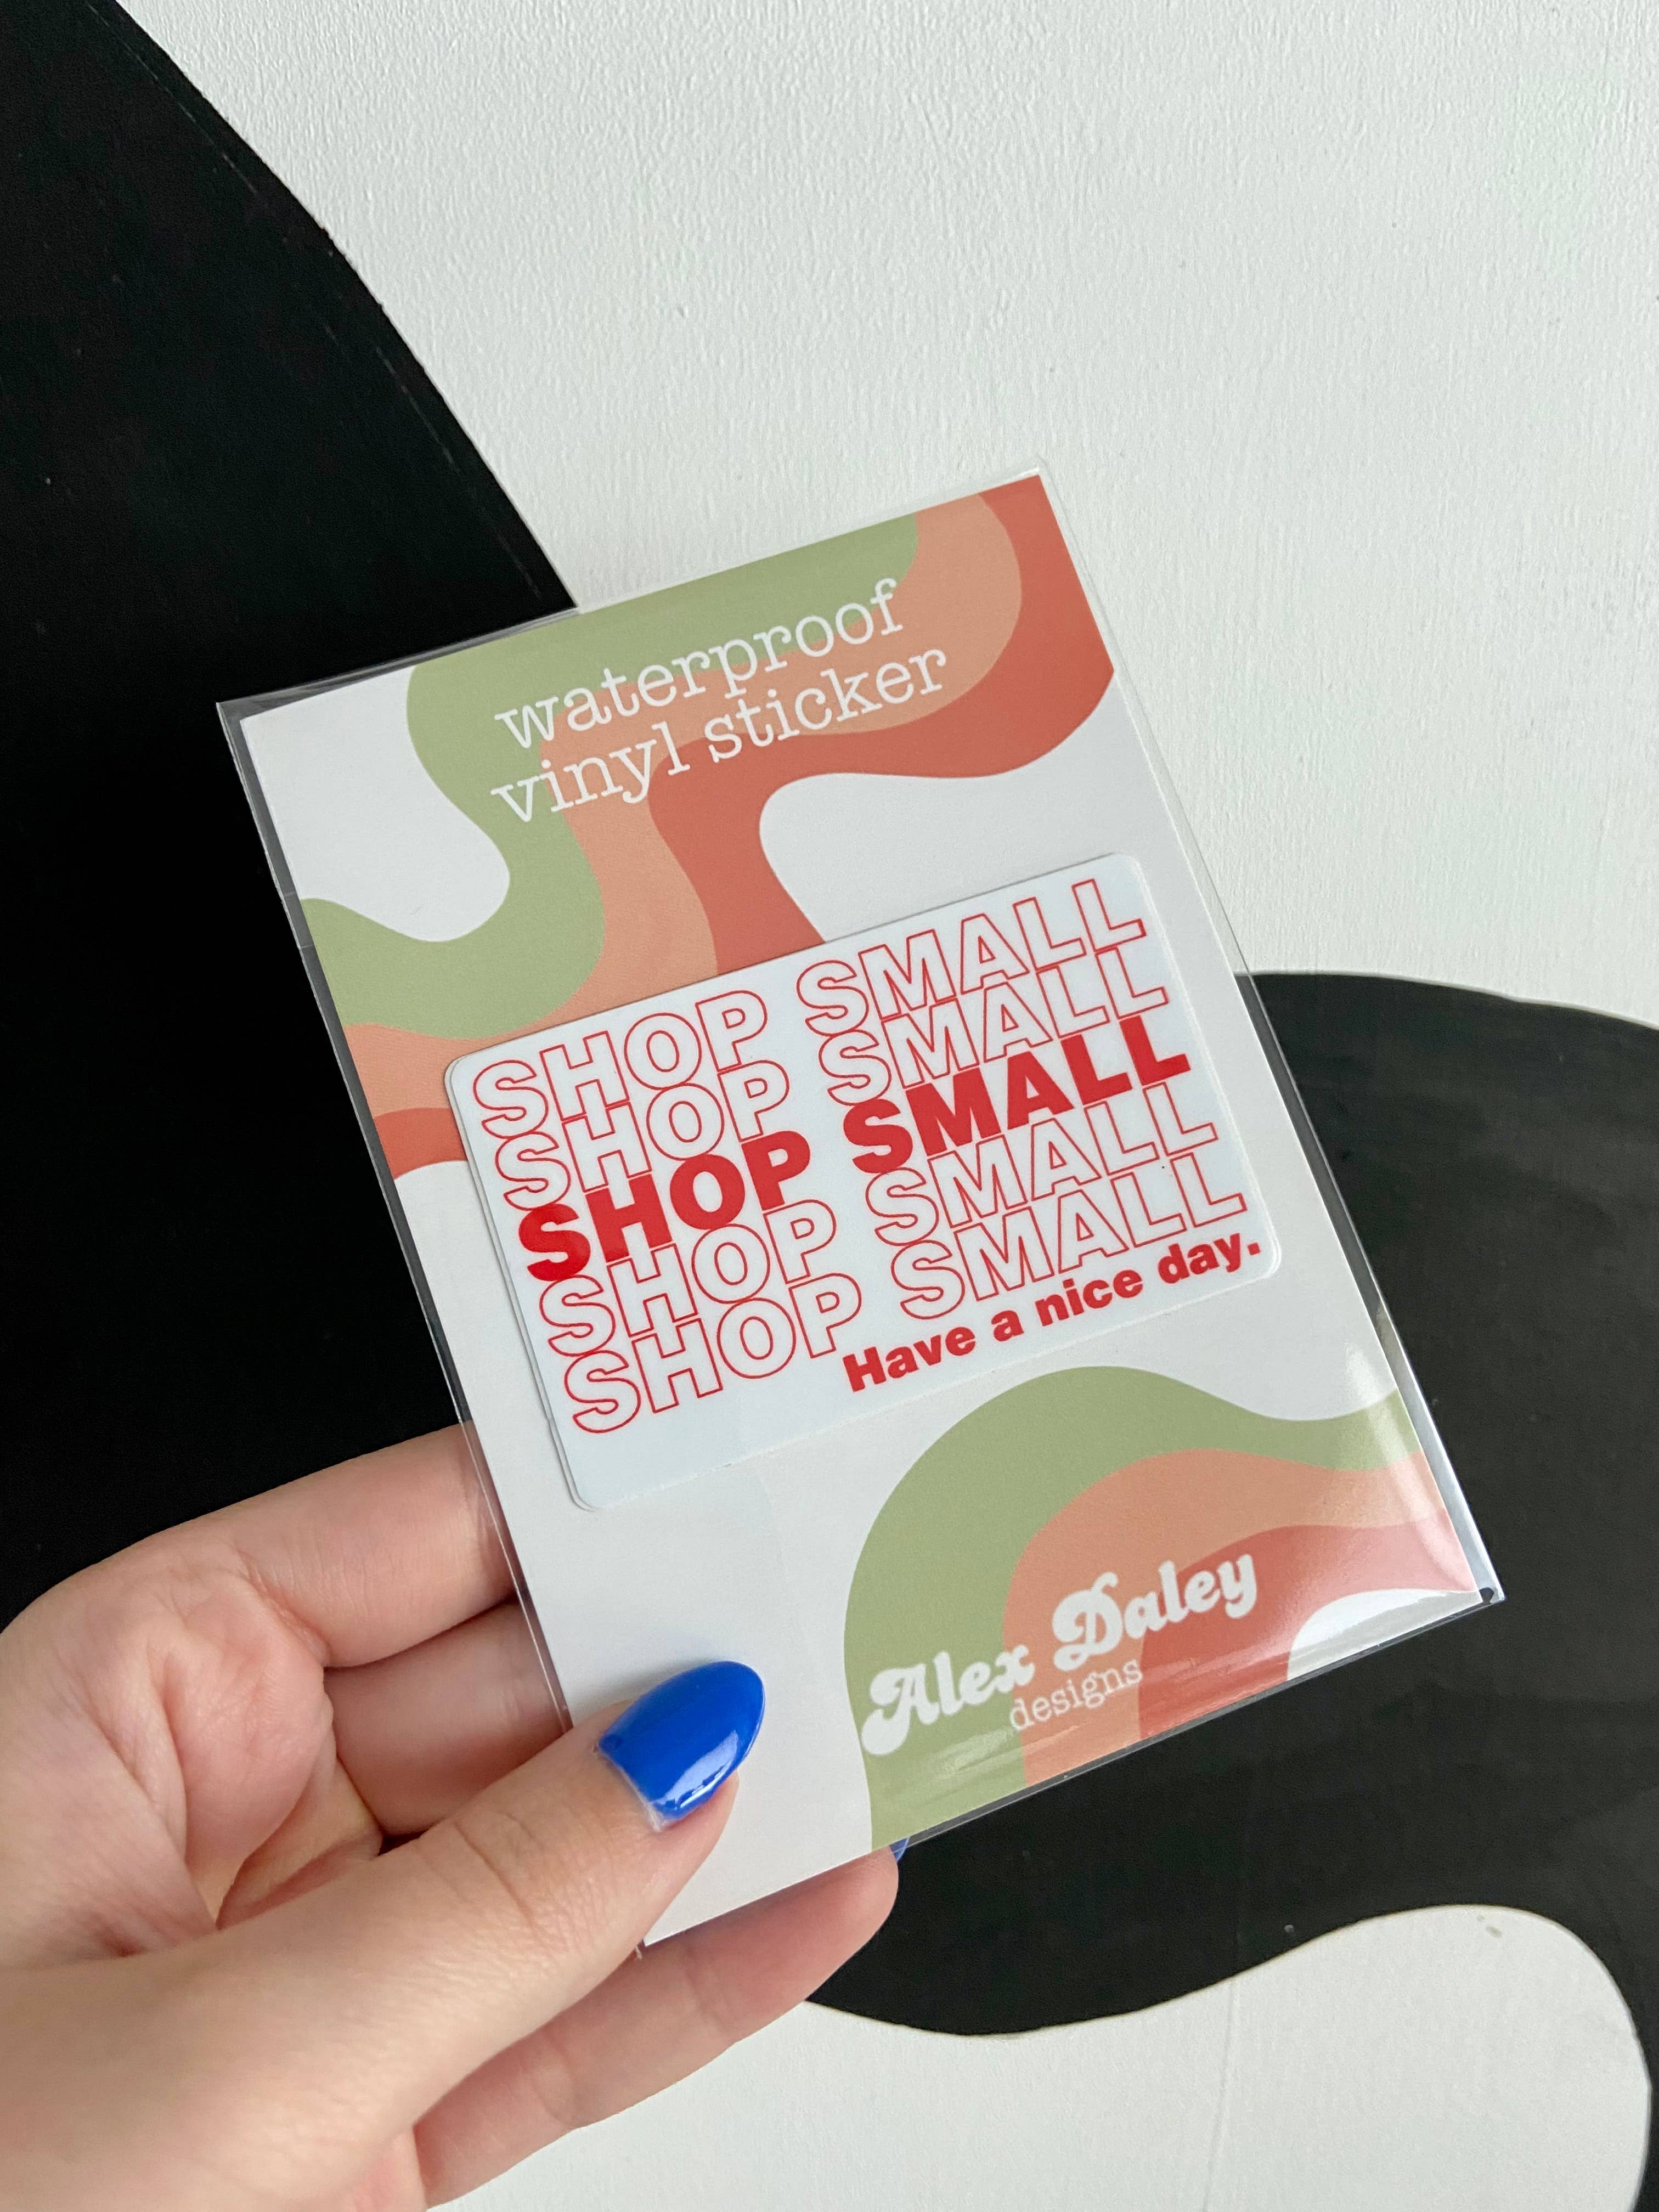 waterproof
vinyl sticker
SHOP SMALL
SHOP SMALL
SHOP SMALL
SHOP SMALL
SHOP SMALL
Have a nice day.
Alex Daley
designs